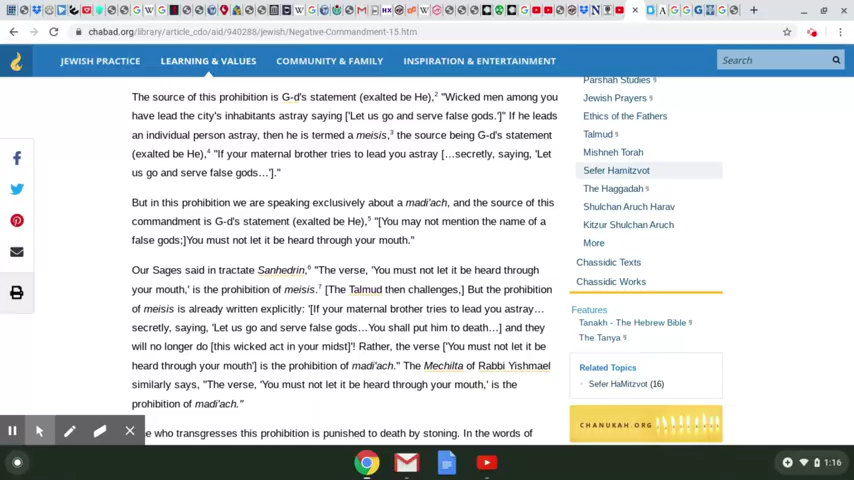 chabad.org/library/article_cdo/aid/940288/jewish/Negative-Commandment-15.htm
JEWISH PRACTICE LEARNING & VALUES COMMUNITY & FAMILY INSPIRATION & ENTERTAINMENT
Search
The source of this prohibition is G-d's statement (exalted be He),2 "Wicked men among you
have lead the city's inhabitants astray saying ['Let us go and serve false gods.']" If he leads
an individual person astray, then he is termed a meisis,3 the source being G-d's statement
(exalted be He),4 "If your maternal brother tries to lead you astray […secretly, saying, 'Let
us go and serve false gods…']."
But in this prohibition we are speaking exclusively about a madi'ach, and the source of this
commandment is G-d's statement (exalted be He),5 "[You may not mention the name of a
false gods;]You must not let it be heard through your mouth."
Our Sages said in tractate Sanhedrin,6 "The verse, 'You must not let it be heard through
your mouth,' is the prohibition of meisis.7 [The Talmud then challenges,] But the prohibition
of meisis is already written explicitly: '[If your maternal brother tries to lead you astray…
secretly, saying, 'Let us go and serve false gods…You shall put him to death…] and they
will no longer do [this wicked act in your midst]'! Rather, the verse ['You must not let it be
heard through your mouth'] is the prohibition of madi'ach." The Mechilta of Rabbi Yishmael
similarly says, "The verse, 'You must not let it be heard through your mouth,' is the
prohibition of madi'ach."
ne who transgresses this prohibition is punished to death by stoning. In the words of
Parshah Studies
Jewish Prayers
Ethics of the Fathers
Talmud
Mishneh Torah
Sefer Hamitzvot
The Haggadah
Shulchan Aruch Harav
Kitzur Shulchan Aruch
More
Chassidic Texts
Chassidic Works
Features
Tanakh - The Hebrew Bible
The Tanya
Related Topics
Sefer HaMitzvot (16)
CHANUKAH.ORG
1:16